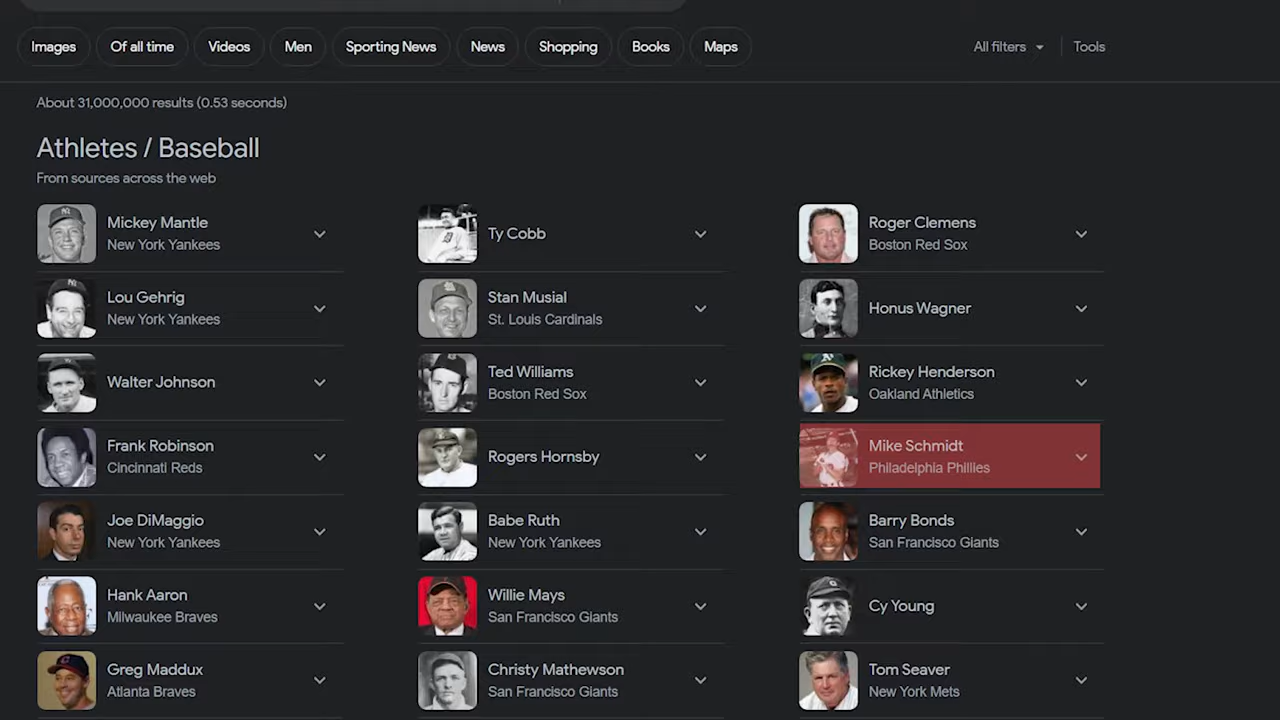 Images
Of all time
Videos
Men
Sporting News
News
Shopping
Books
Maps
All filters
Tools
About 31,000,000 results (0.53 seconds)
Athletes / Baseball
From sources across the web
Mickey Mantle
New York Yankees
Ty Cobb
Roger Clemens
Boston Red Sox
Lou Gehrig
New York Yankees
Stan Musial
St. Louis Cardinals
Honus Wagner
Walter Johnson
Ted Williams
Boston Red Sox
Rickey Henderson
Oakland Athletics
Frank Robinson
Cincinnati Reds
Rogers Hornsby
Mike Schmidt
Philadelphia Phillies
Joe DiMaggio
New York Yankees
Babe Ruth
New York Yankees
Barry Bonds
San Francisco Giants
Hank Aaron
Milwaukee Braves
Willie Mays
San Francisco Giants
Cy Young
Greg Maddux
Atlanta Braves
Christy Mathewson
San Francisco Giants
Tom Seaver
New York Mets